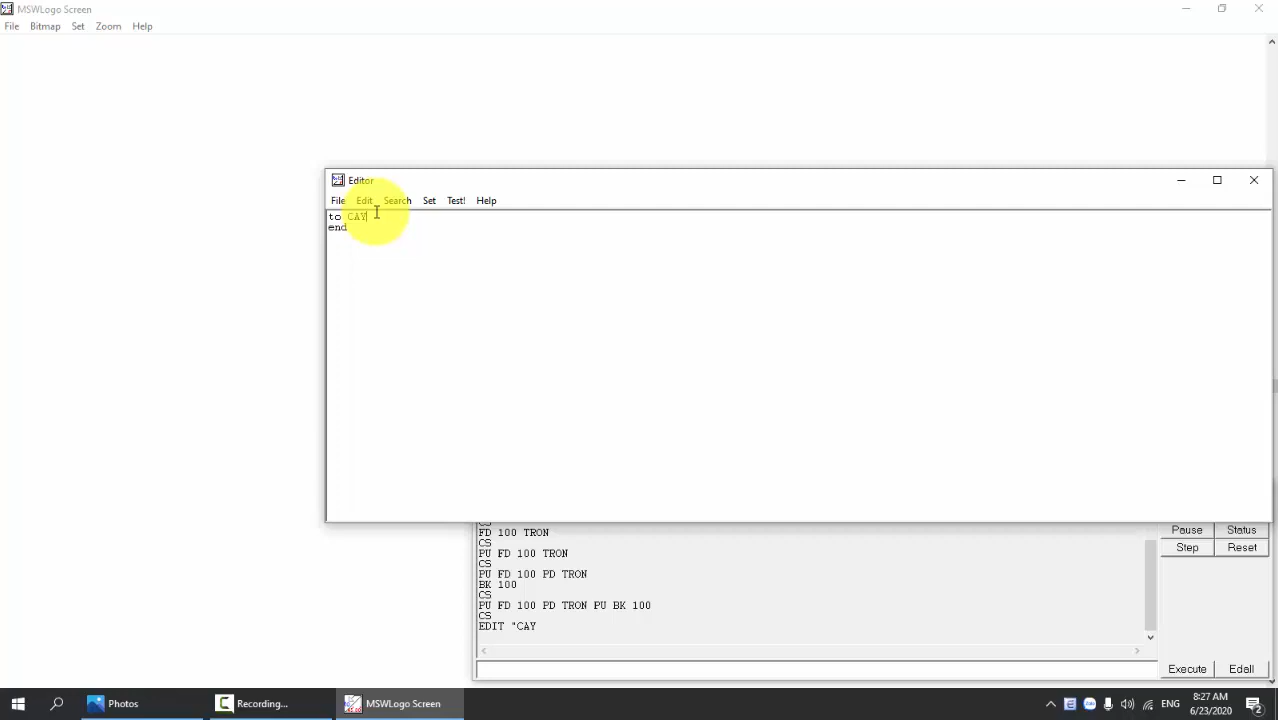 MSWLogo Screen
File Bitmap Set Zoom Help
Editor
File Edit Search Set Test! Help
to CAY
end
CS
FD 100 TRON
CS
PU FD 100 TRON
CS
PU FD 100 PD TRON
BK 100
CS
PU FD 100 PD TRON PU BK 100
CS
EDIT "CAY
Pause Status
Step Reset
Execute Edall
Photos
Recording...
MSWLogo Screen
ENG
8:27 AM
6/23/2020
2